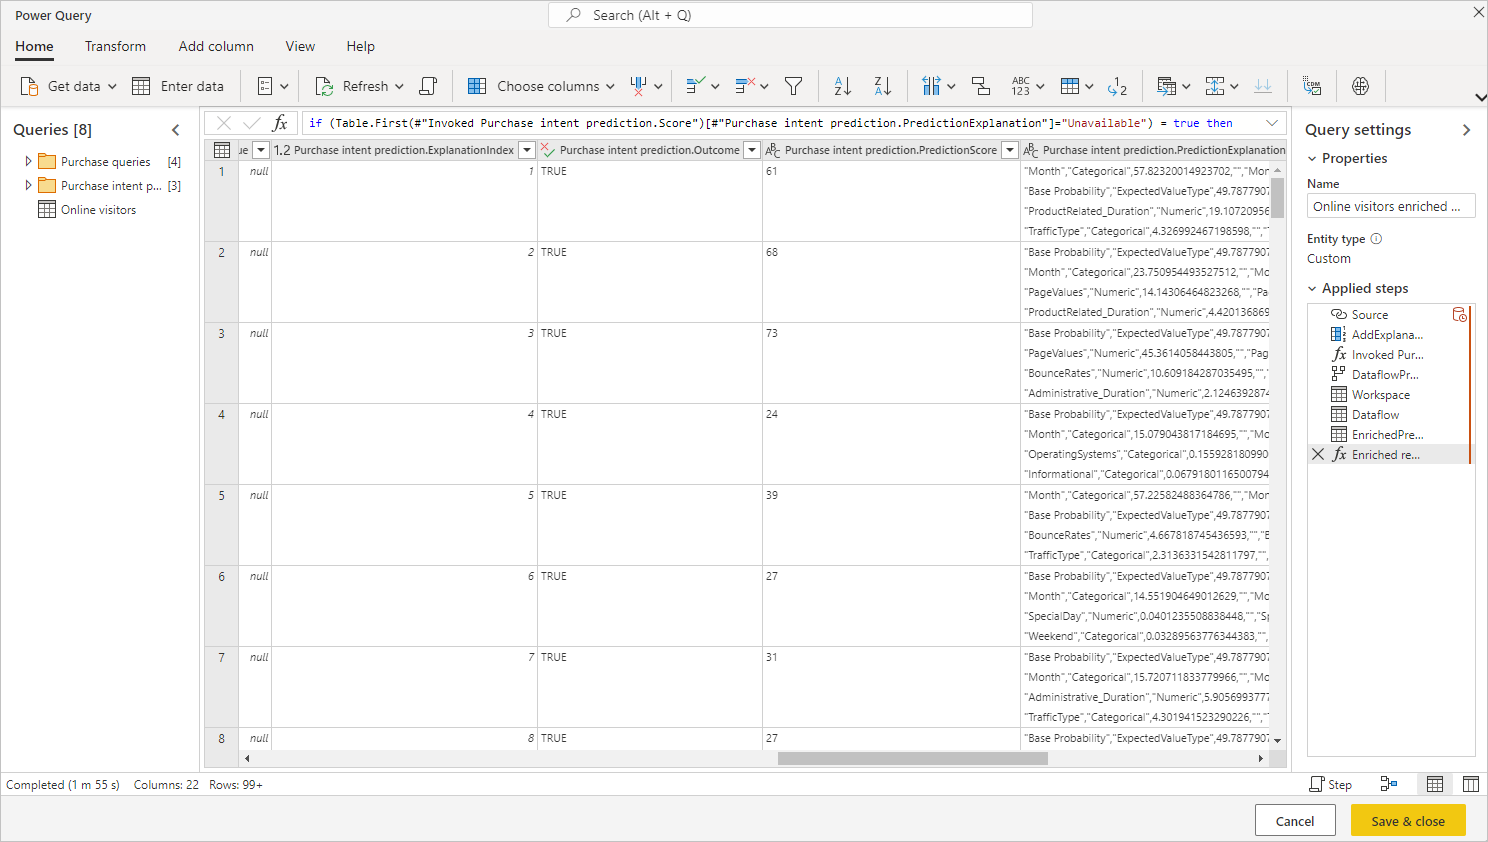 Power Query
Search (Alt + Q)
Home Transform Add column View Help
Get data Enter data Refresh Choose columns ABC 123 CDM
Queries [8]
Purchase queries [4]
Purchase intent p... [3]
Online visitors
fx if (Table.First(#"Invoked Purchase intent prediction.Score")[#"Purchase intent prediction.PredictionExplanation"]="Unavailable") = true then
ue 1.2 Purchase intent prediction.ExplanationIndex Purchase intent prediction.Outcome ABC Purchase intent prediction.PredictionScore ABC Purchase intent prediction.PredictionExplanation
1 null 1 TRUE 61 "Month","Categorical",57.82320014923702,"","Mon
"Base Probability","ExpectedValueType",49.7877907
"ProductRelated_Duration","Numeric",19.10720956
"TrafficType","Categorical",4.326992467198598,"","T
2 null 2 TRUE 68 "Base Probability","ExpectedValueType",49.7877907
"Month","Categorical",23.750954493527512,"","Mo
"PageValues","Numeric",14.14306464823268,"","Pa
"ProductRelated_Duration","Numeric",4.420136869
3 null 3 TRUE 73 "Base Probability","ExpectedValueType",49.7877907
"PageValues","Numeric",45.3614058443805,"","Pag
"BounceRates","Numeric",10.609184287035495,"","
"Administrative_Duration","Numeric",2.1246392874
4 null 4 TRUE 24 "Base Probability","ExpectedValueType",49.7877907
"Month","Categorical",15.079043817184695,"","Mo
"OperatingSystems","Categorical",0.155928180990
"Informational","Categorical",0.0679180116500794
5 null 5 TRUE 39 "Month","Categorical",57.22582488364786,"","Mon
"Base Probability","ExpectedValueType",49.7877907
"BounceRates","Numeric",4.667818745436593,"","B
"TrafficType","Categorical",2.3136331542811797,"",
6 null 6 TRUE 27 "Base Probability","ExpectedValueType",49.7877907
"Month","Categorical",14.551904649012629,"","Mo
"SpecialDay","Numeric",0.0401235508838448,"","Sp
"Weekend","Categorical",0.03289563776344383,"",
7 null 7 TRUE 31 "Base Probability","ExpectedValueType",49.7877907
"Month","Categorical",15.720711833779966,"","Mo
"Administrative_Duration","Numeric",5.9056993777
"TrafficType","Categorical",4.301941523290226,"","T
8 null 8 TRUE 27 "Base Probability","ExpectedValueType",49.7877907
Query settings
Properties
Name
Online visitors enriched ...
Entity type
Custom
Applied steps
Source
AddExplana...
fx Invoked Pur...
DataflowPr...
Workspace
Dataflow
EnrichedPre...
fx Enriched re...
Completed (1 m 55 s) Columns: 22 Rows: 99+ Step
Cancel Save & close